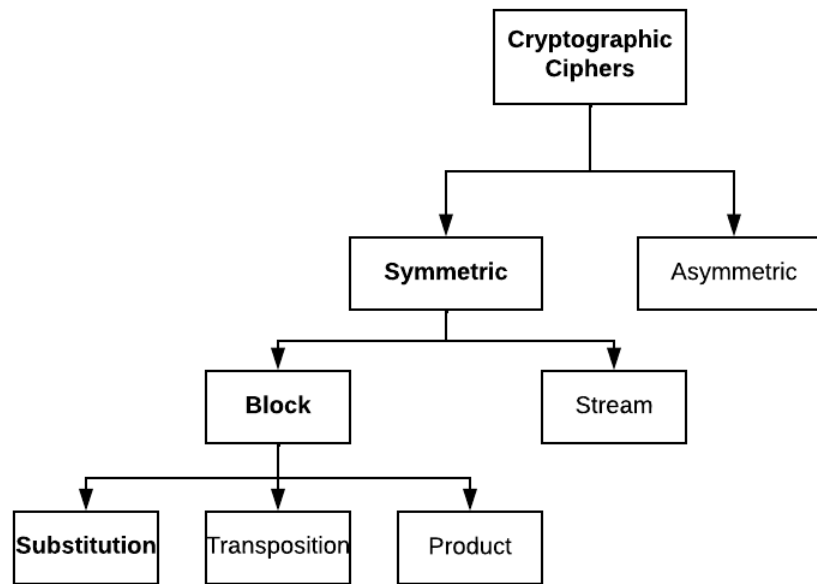 Cryptographic
Ciphers
Symmetric
Asymmetric
Block
Stream
Substitution
Transposition
Product